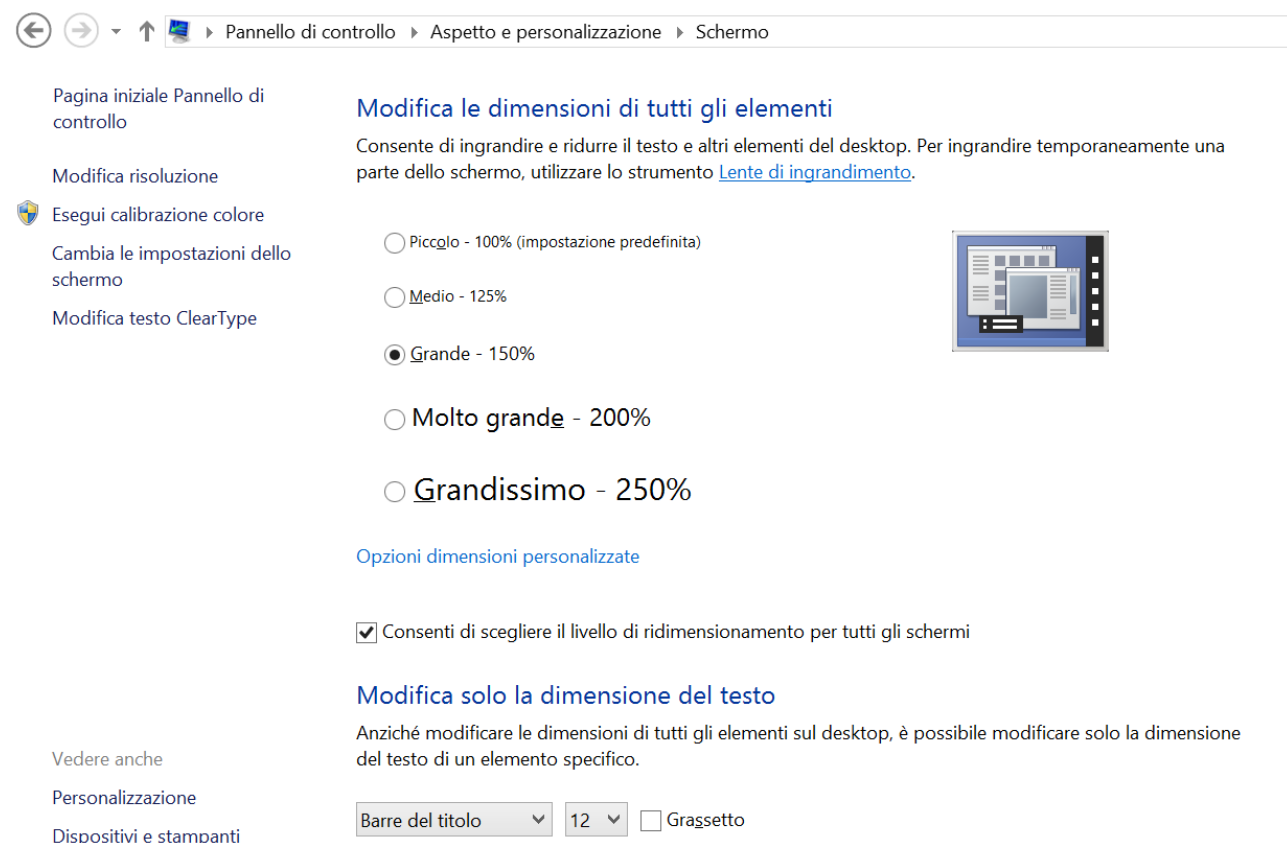 Pannello di controllo Aspetto e personalizzazione Schermo
Pagina iniziale Pannello di
controllo
Modifica risoluzione
Esegui calibrazione colore
Cambia le impostazioni dello
schermo
Modifica testo ClearType
Modifica le dimensioni di tutti gli elementi
Consente di ingrandire e ridurre il testo e altri elementi del desktop. Per ingrandire temporaneamente una
parte dello schermo, utilizzare lo strumento Lente di ingrandimento.
Piccolo - 100% (impostazione predefinita)
Medio - 125%
Grande - 150%
Molto grande - 200%
Grandissimo - 250%
Opzioni dimensioni personalizzate
Consenti di scegliere il livello di ridimensionamento per tutti gli schermi
Modifica solo la dimensione del testo
Anziché modificare le dimensioni di tutti gli elementi sul desktop, è possibile modificare solo la dimensione
del testo di un elemento specifico.
Barre del titolo 12 Grassetto
Vedere anche
Personalizzazione
Dispositivi e stampanti